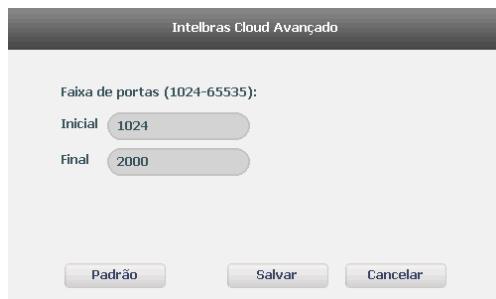 Intelbras Cloud Avançado
Faixa de portas (1024-65535):
Inicial 1024
Final 2000
Padrão Salvar Cancelar